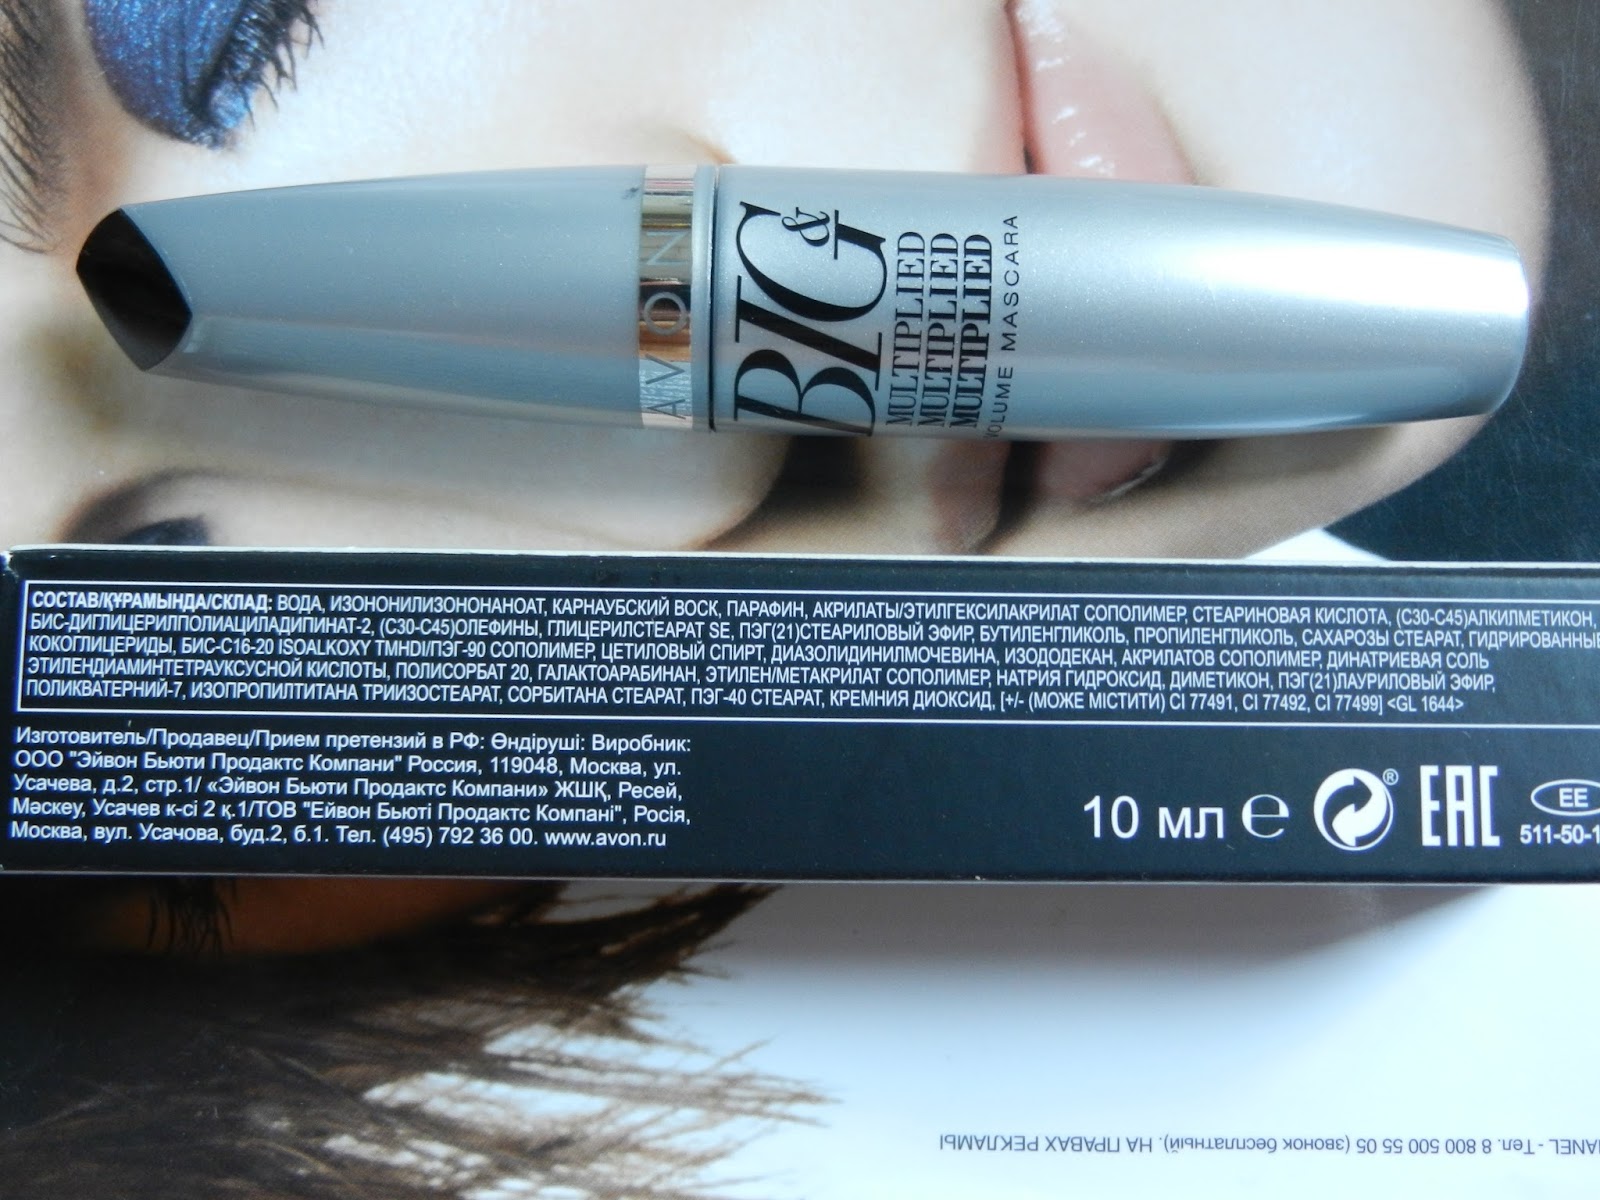 AVON
BIG &
MULTIPLIED
MULTIPLIED
MULTIPLIED
VOLUME MASCARA
СОСТАВ/ҚҰРАМЫНДА/СКЛАД: ВОДА, ИЗОНОНИЛИЗОНОНАНОАТ, КАРНАУБСКИЙ ВОСК, ПАРАФИН, АКРИЛАТЫ/ЭТИЛГЕКСИЛАКРИЛАТ СОПОЛИМЕР, СТЕАРИНОВАЯ КИСЛОТА, (C30-C45)АЛКИЛМЕТИКОН,
БИС-ДИГЛИЦЕРИЛПОЛИАЦИЛАДИПИНАТ-2, (C30-C45)ОЛЕФИНЫ, ГЛИЦЕРИЛСТЕАРАТ SE, ПЭГ(21)СТЕАРИЛОВЫЙ ЭФИР, БУТИЛЕНГЛИКОЛЬ, ПРОПИЛЕНГЛИКОЛЬ, САХАРОЗЫ СТЕАРАТ, ГИДРИРОВАННЫЕ
КОКОГЛИЦЕРИДЫ, БИС-C16-20 ISOALKOXY TMHDI/ПЭГ-90 СОПОЛИМЕР, ЦЕТИЛОВЫЙ СПИРТ, ДИАЗОЛИДИНИЛМОЧЕВИНА, ИЗОДОДЕКАН, АКРИЛАТОВ СОПОЛИМЕР, ДИНАТРИЕВАЯ СОЛЬ
ЭТИЛЕНДИАМИНТЕТРАУКСУСНОЙ КИСЛОТЫ, ПОЛИСОРБАТ 20, ГАЛАКТОАРАБИНАН, ЭТИЛЕН/МЕТАКРИЛАТ СОПОЛИМЕР, НАТРИЯ ГИДРОКСИД, ДИМЕТИКОН, ПЭГ(21)ЛАУРИЛОВЫЙ ЭФИР,
ПОЛИКВАТЕРНИЙ-7, ИЗОПРОПИЛТИТАНА ТРИИЗОСТЕАРАТ, СОРБИТАНА СТЕАРАТ, ПЭГ-40 СТЕАРАТ, КРЕМНИЯ ДИОКСИД, [+/- (МОЖЕ МІСТИТИ) CI 77491, CI 77492, CI 77499] <GL 1644>
Изготовитель/Продавец/Прием претензий в РФ: Өндіруші: Виробник:
ООО "Эйвон Бьюти Продактс Компани" Россия, 119048, Москва, ул.
Усачева, д.2, стр.1/ «Эйвон Бьюти Продактс Компани» ЖШҚ, Ресей,
Мәскеу, Усачев к-сі 2 қ.1/ТОВ "Ейвон Бьюті Продактс Компані", Росія,
Москва, вул. Усачова, буд.2, б.1. Тел. (495) 792 36 00. www.avon.ru
10 мл ℮ ® EAC EE
511-50-1
ANEL - Тел. 8 800 500 55 05 (звонок бесплатный). НА ПРАВАХ РЕКЛАМЫ